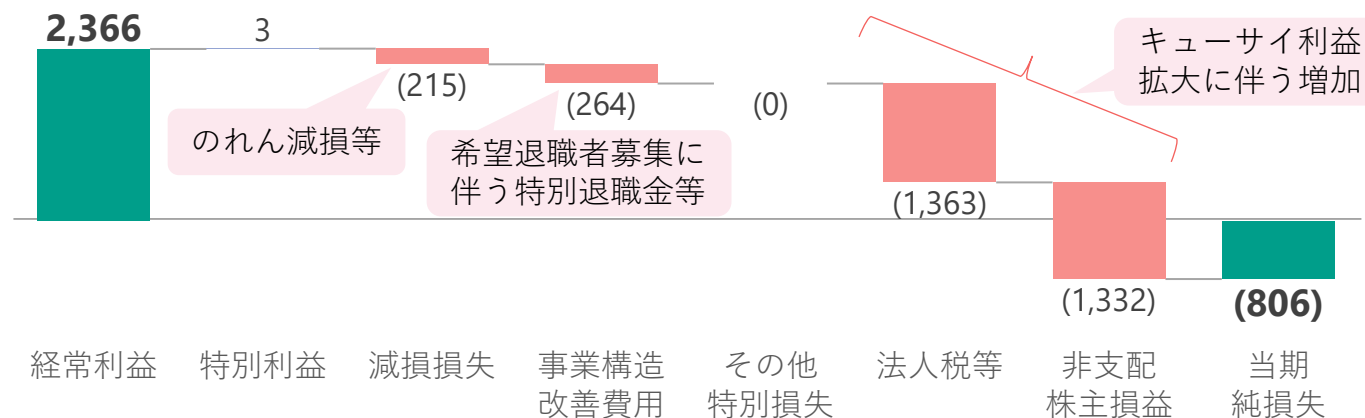 2,366
3
(215)
(264)
(0)
(1,363)
(1,332)
(806)
のれん減損等
希望退職者募集に
伴う特別退職金等
キューサイ利益
拡大に伴う増加
経常利益
特別利益
減損損失
事業構造
改善費用
その他
特別損失
法人税等
非支配
株主損益
当期
純損失